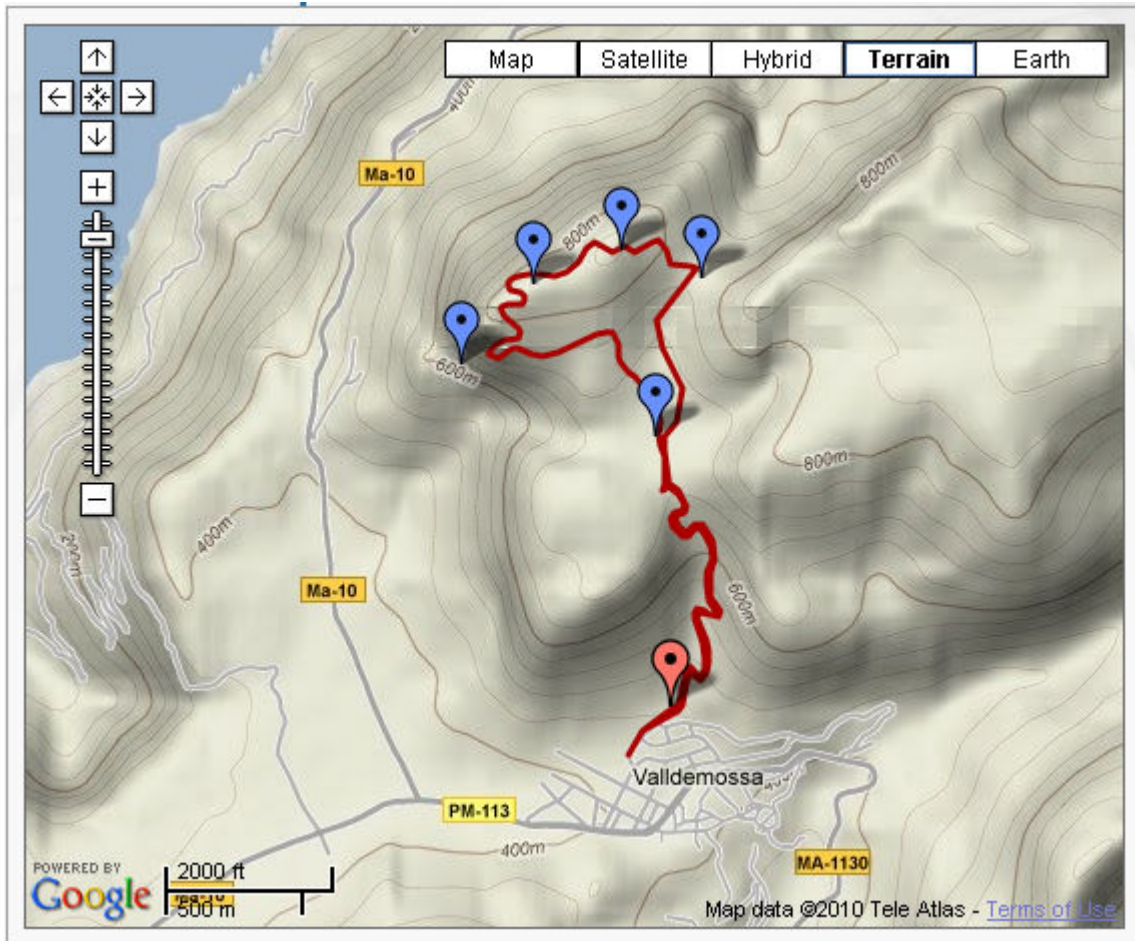 Map Satellite Hybrid Terrain Earth
400m
Ma-10
800m
800m
600m
800m
400m
200m
Ma-10
600m
Valldemossa
PM-113
400m
MA-1130
POWERED BY
Google
2000 ft
500 m
Map data ©2010 Tele Atlas - Terms of Use